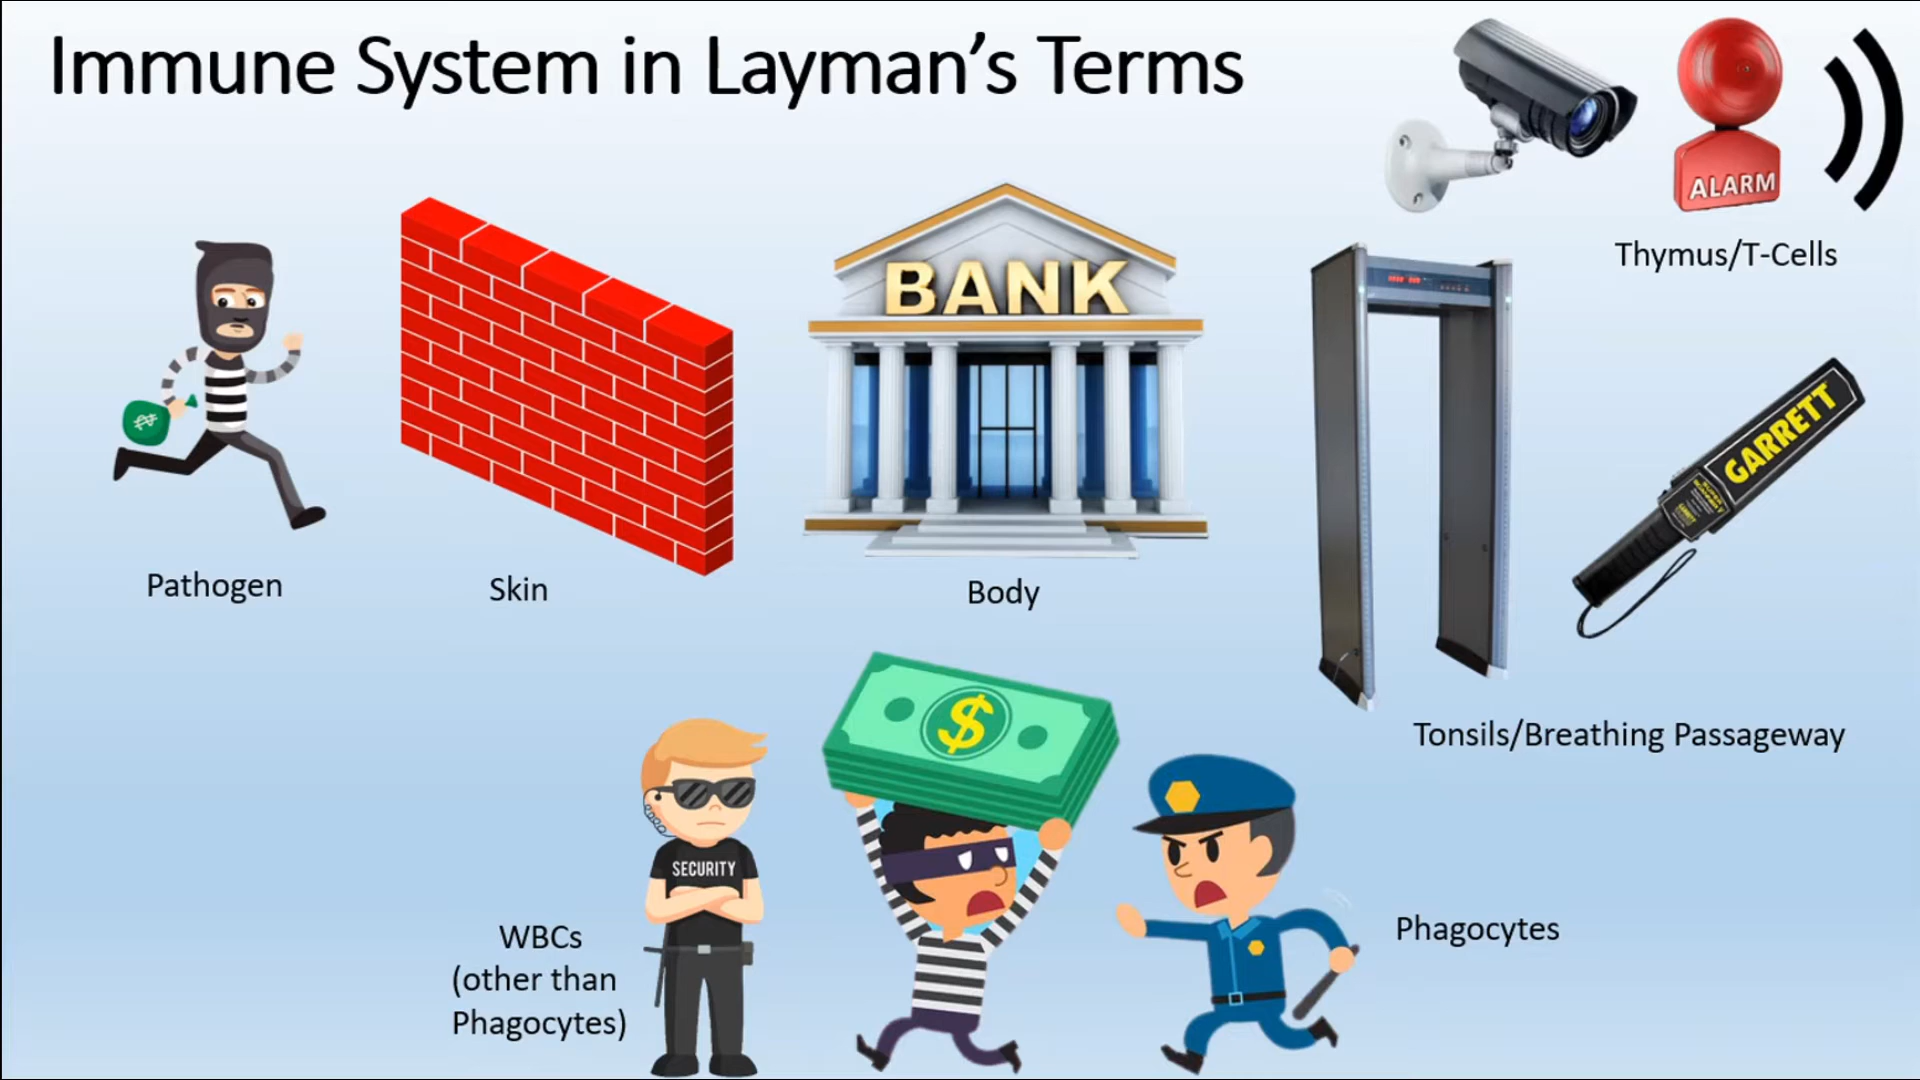 Immune System in Layman's Terms
ALARM
Thymus/T-Cells
BANK
GARRETT
Pathogen
Skin
Body
Tonsils/Breathing Passageway
SECURITY
WBCs
(other than
Phagocytes)
Phagocytes